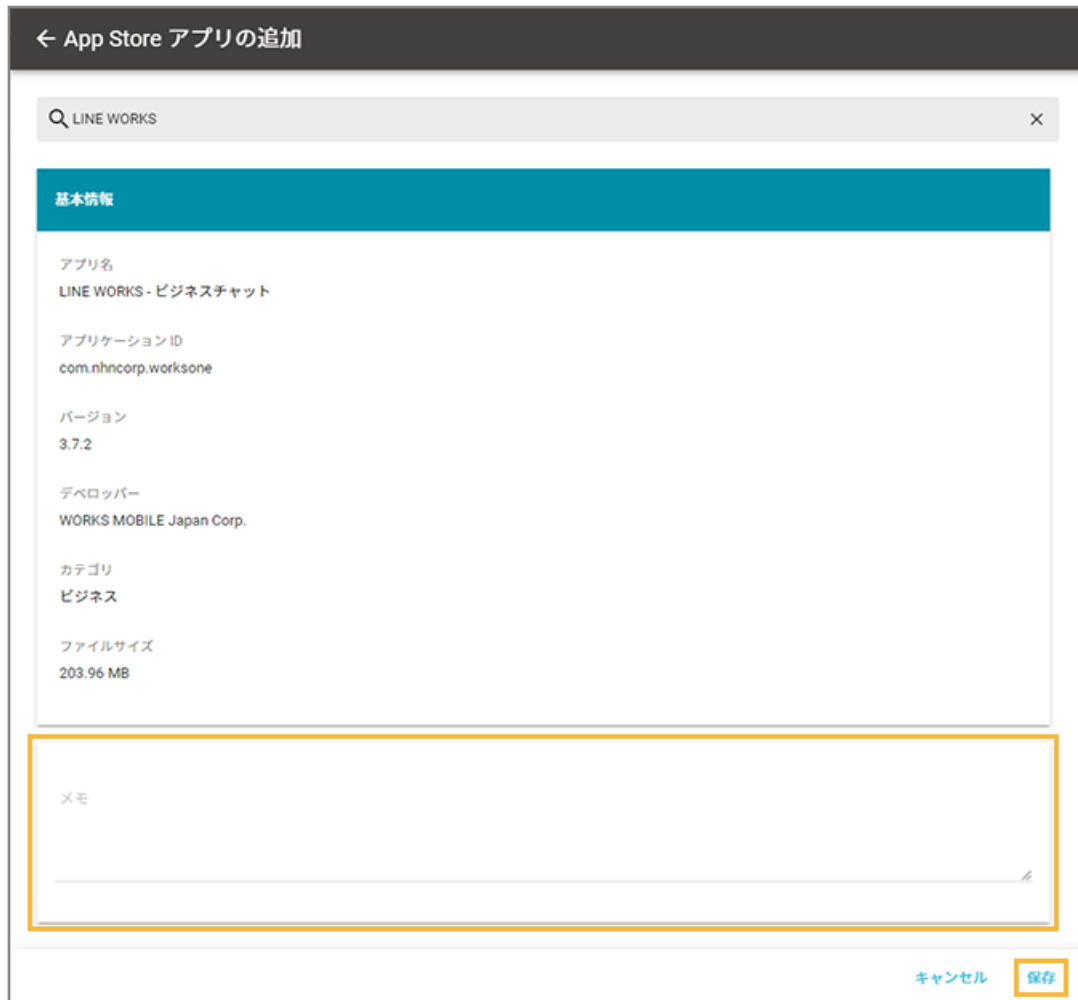 ← App Store アプリの追加
LINE WORKS
基本情報
アプリ名
LINE WORKS - ビジネスチャット
アプリケーション ID
com.nhncorp.worksone
バージョン
3.7.2
デベロッパー
WORKS MOBILE Japan Corp.
カテゴリ
ビジネス
ファイルサイズ
203.96 MB
メモ
キャンセル 保存